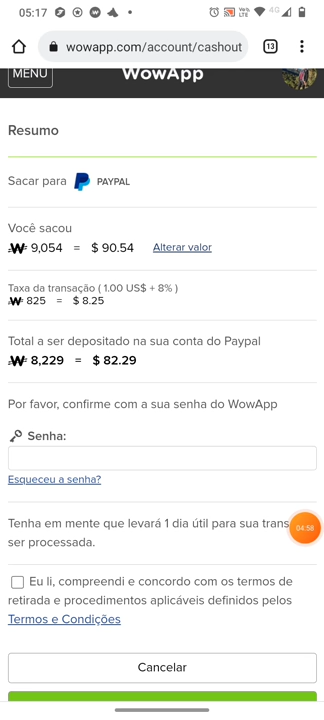 05:17
VoWiFi LTE 4G
wowapp.com/account/cashout 13
MENU WowApp
Resumo
Sacar para PAYPAL
Você sacou
₩ 9,054 = $ 90.54 Alterar valor
Taxa da transação ( 1.00 US$ + 8% )
₩ 825 = $ 8.25
Total a ser depositado na sua conta do Paypal
₩ 8,229 = $ 82.29
Por favor, confirme com a sua senha do WowApp
Senha:
Esqueceu a senha?
Tenha em mente que levará 1 dia útil para sua trans
04:58
ser processada.
Eu li, compreendi e concordo com os termos de
retirada e procedimentos aplicáveis definidos pelos
Termos e Condições
Cancelar